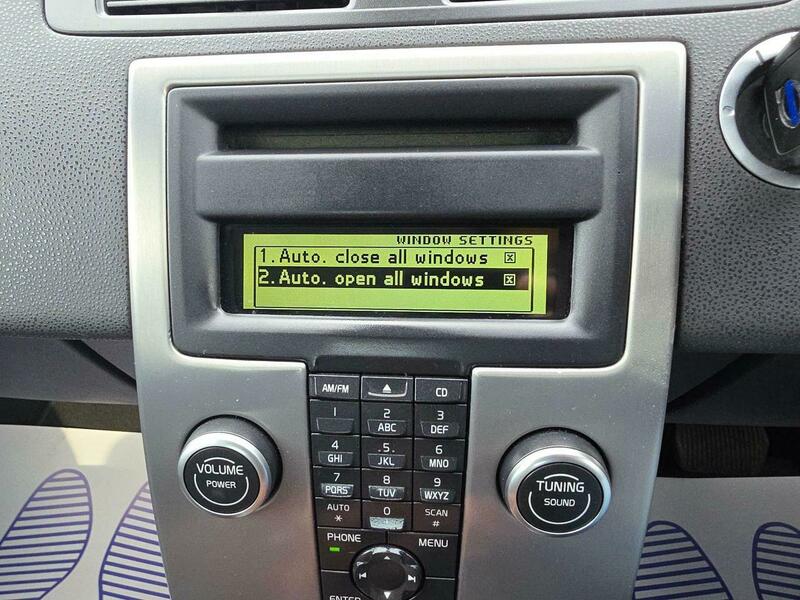 WINDOW SETTINGS
1. Auto. close all windows
2. Auto. open all windows
AM/FM
CD
1
2 ABC
3 DEF
4 GHI
5 JKL
6 MNO
7 PQRS
8 TUV
9 WXYZ
AUTO *
0
SCAN #
PHONE
MENU
ENTER
VOLUME
POWER
TUNING
SOUND